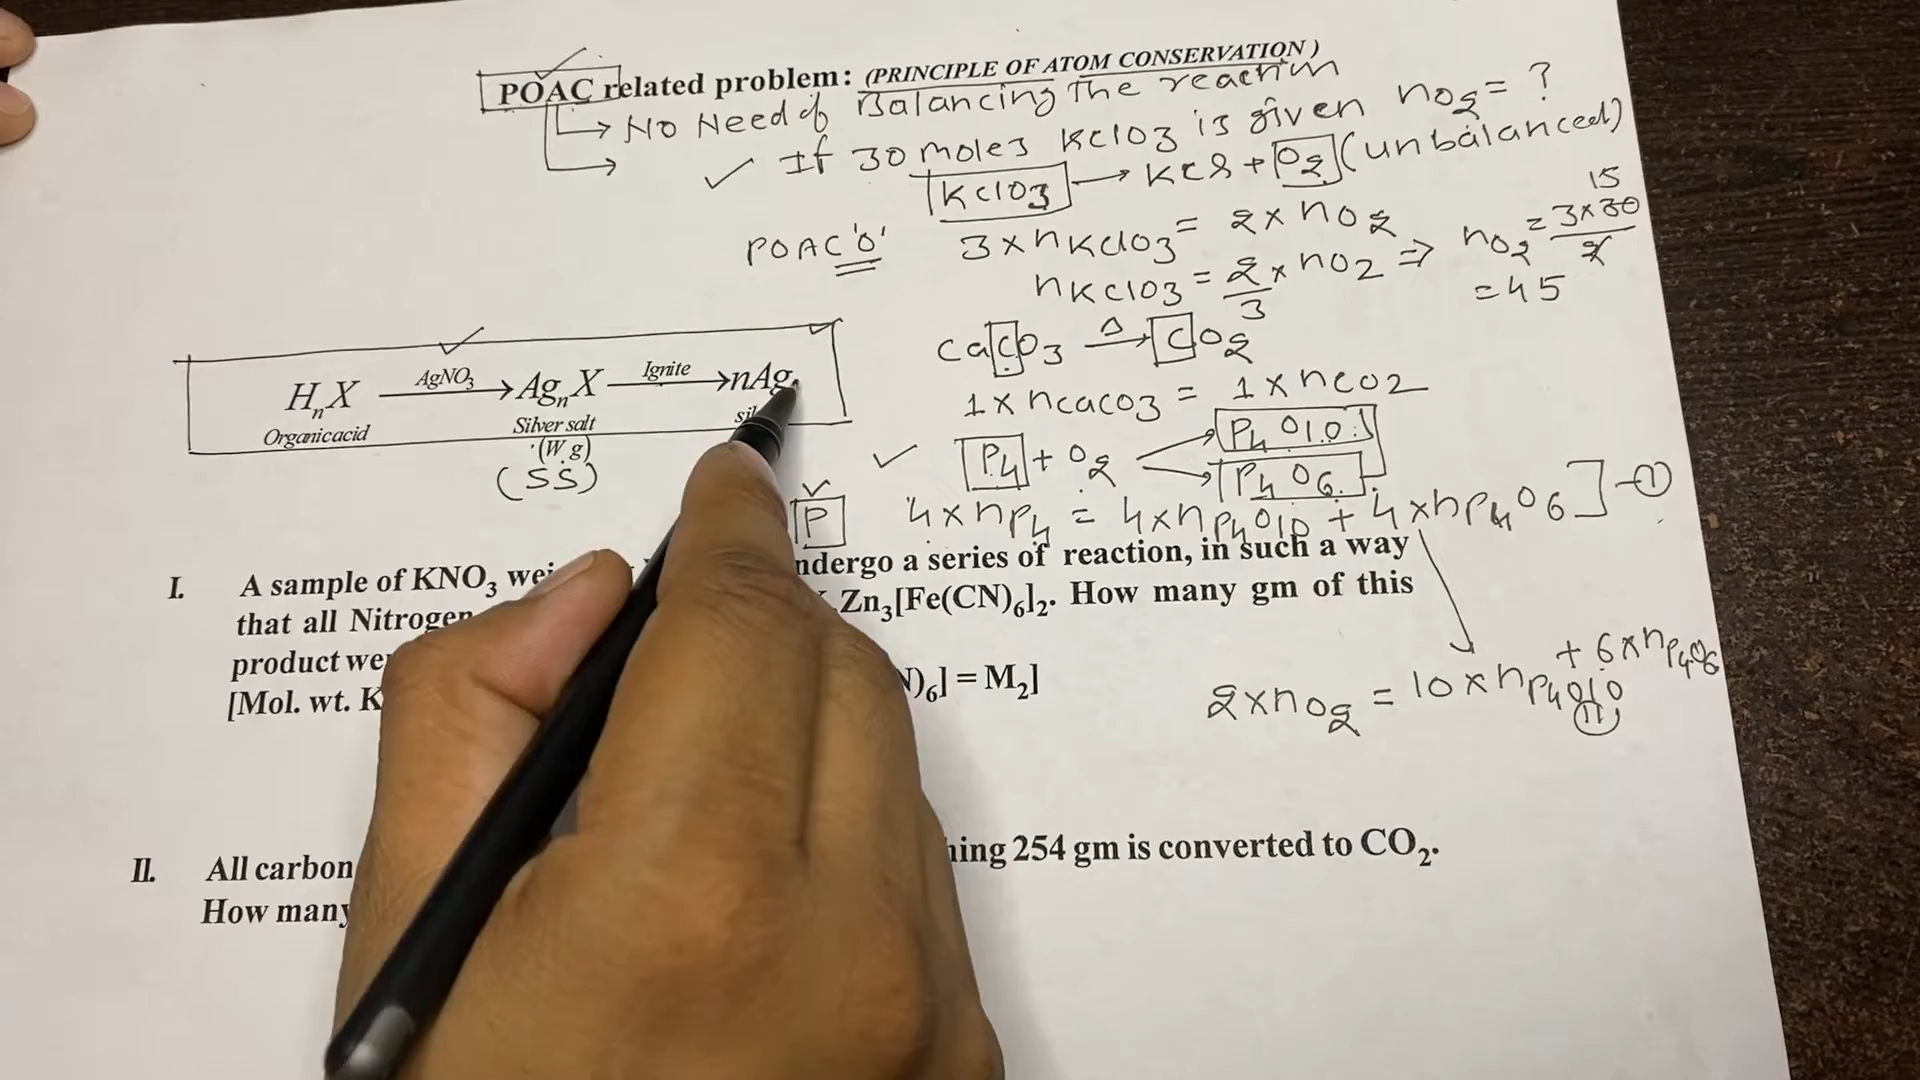 POAC related problem: (PRINCIPLE OF ATOM CONSERVATION)
→ No Need of Balancing The reaction
→ ✓ If 30 moles KClO3 is given nO2 = ?
KClO3 → KCl + O2 (unbalanced)
POAC 'O' 3 × nKClO3 = 2 × nO2
nKClO3 = 2/3 × nO2 ⇒ nO2 = 3×30/2
15
= 45
CaCO3 Δ→ CO2
1 × nCaCO3 = 1 × nCO2
HnX AgNO3→ AgnX Ignite→ nAg
Organic acid Silver salt
(W g)
(SS)
✓ P4 + O2 P4O10
P4O6
P 4 × nP4 = 4 × nP4O10 + 4 × nP4O6 ] – ①
I. A sample of KNO3 ndergo a series of reaction, in such a way
that all Nitrogen Zn3[Fe(CN)6]2. How many gm of this
product we
[Mol. wt. K )6] = M2]
2 × nO2 = 10 × nP4O10 + 6 × nP4O6
II
II. All carbon hing 254 gm is converted to CO2.
How many